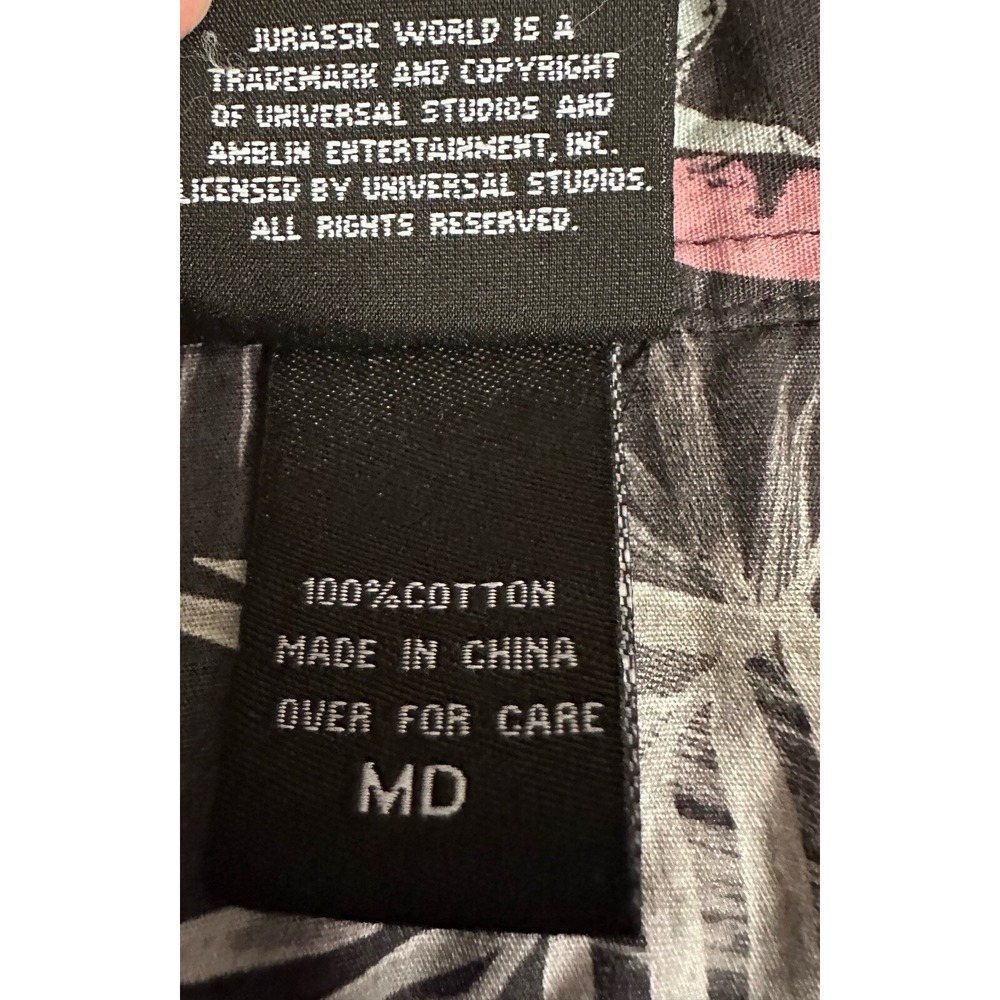 JURASSIC WORLD IS A
TRADEMARK AND COPYRIGHT
OF UNIVERSAL STUDIOS AND
AMBLIN ENTERTAINMENT, INC.
LICENSED BY UNIVERSAL STUDIOS.
ALL RIGHTS RESERVED.
100%COTTON
MADE IN CHINA
OVER FOR CARE
MD